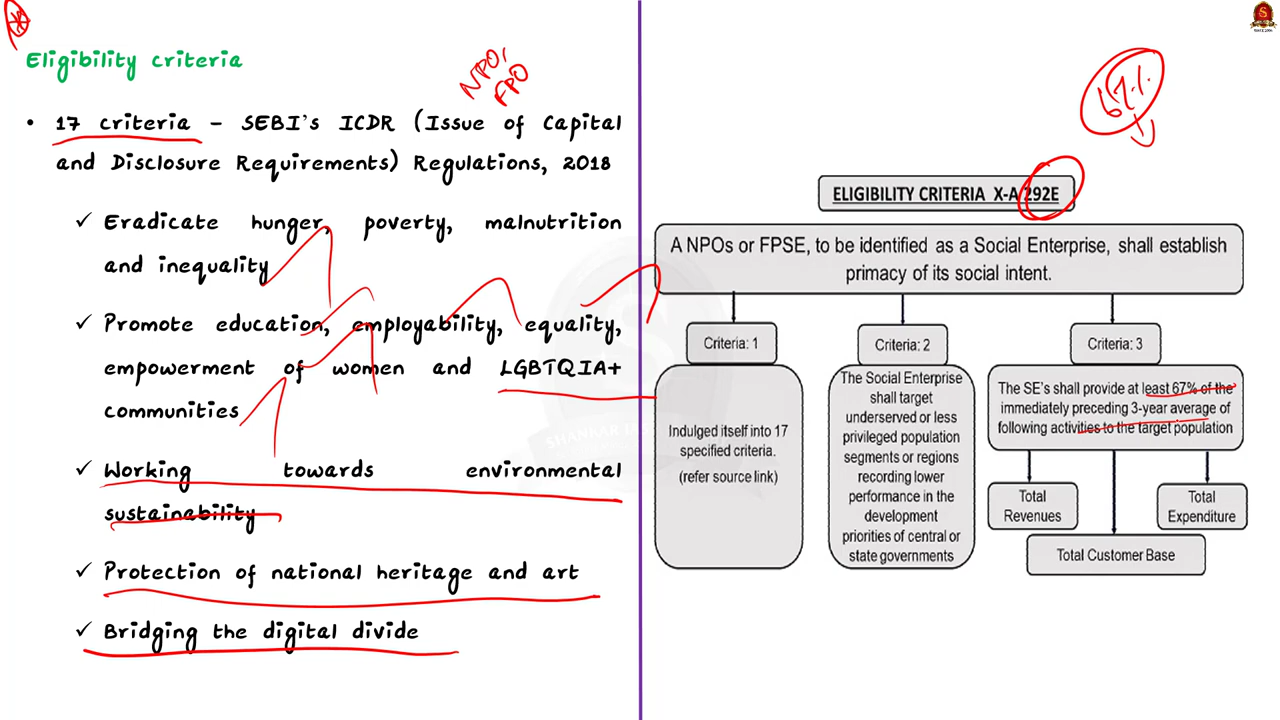 Eligibility criteria
NPO,
FPO
• 17 criteria – SEBI's ICDR (Issue of Capital
and Disclosure Requirements) Regulations, 2018
✓ Eradicate hunger, poverty, malnutrition
and inequality
✓ Promote education, employability, equality,
empowerment of women and LGBTQIA+
communities
✓ Working towards environmental
sustainability
✓ Protection of national heritage and art
✓ Bridging the digital divide
67%
ELIGIBILITY CRITERIA X-A 292E
A NPOs or FPSE, to be identified as a Social Enterprise, shall establish
primacy of its social intent.
Criteria: 1
Indulged itself into 17
specified criteria.
(refer source link)
Criteria: 2
The Social Enterprise
shall target
underserved or less
privileged population
segments or regions
recording lower
performance in the
development
priorities of central or
state governments
Criteria: 3
The SE's shall provide at least 67% of the
immediately preceding 3-year average of
following activities to the target population
Total
Revenues
Total Customer Base
Total
Expenditure